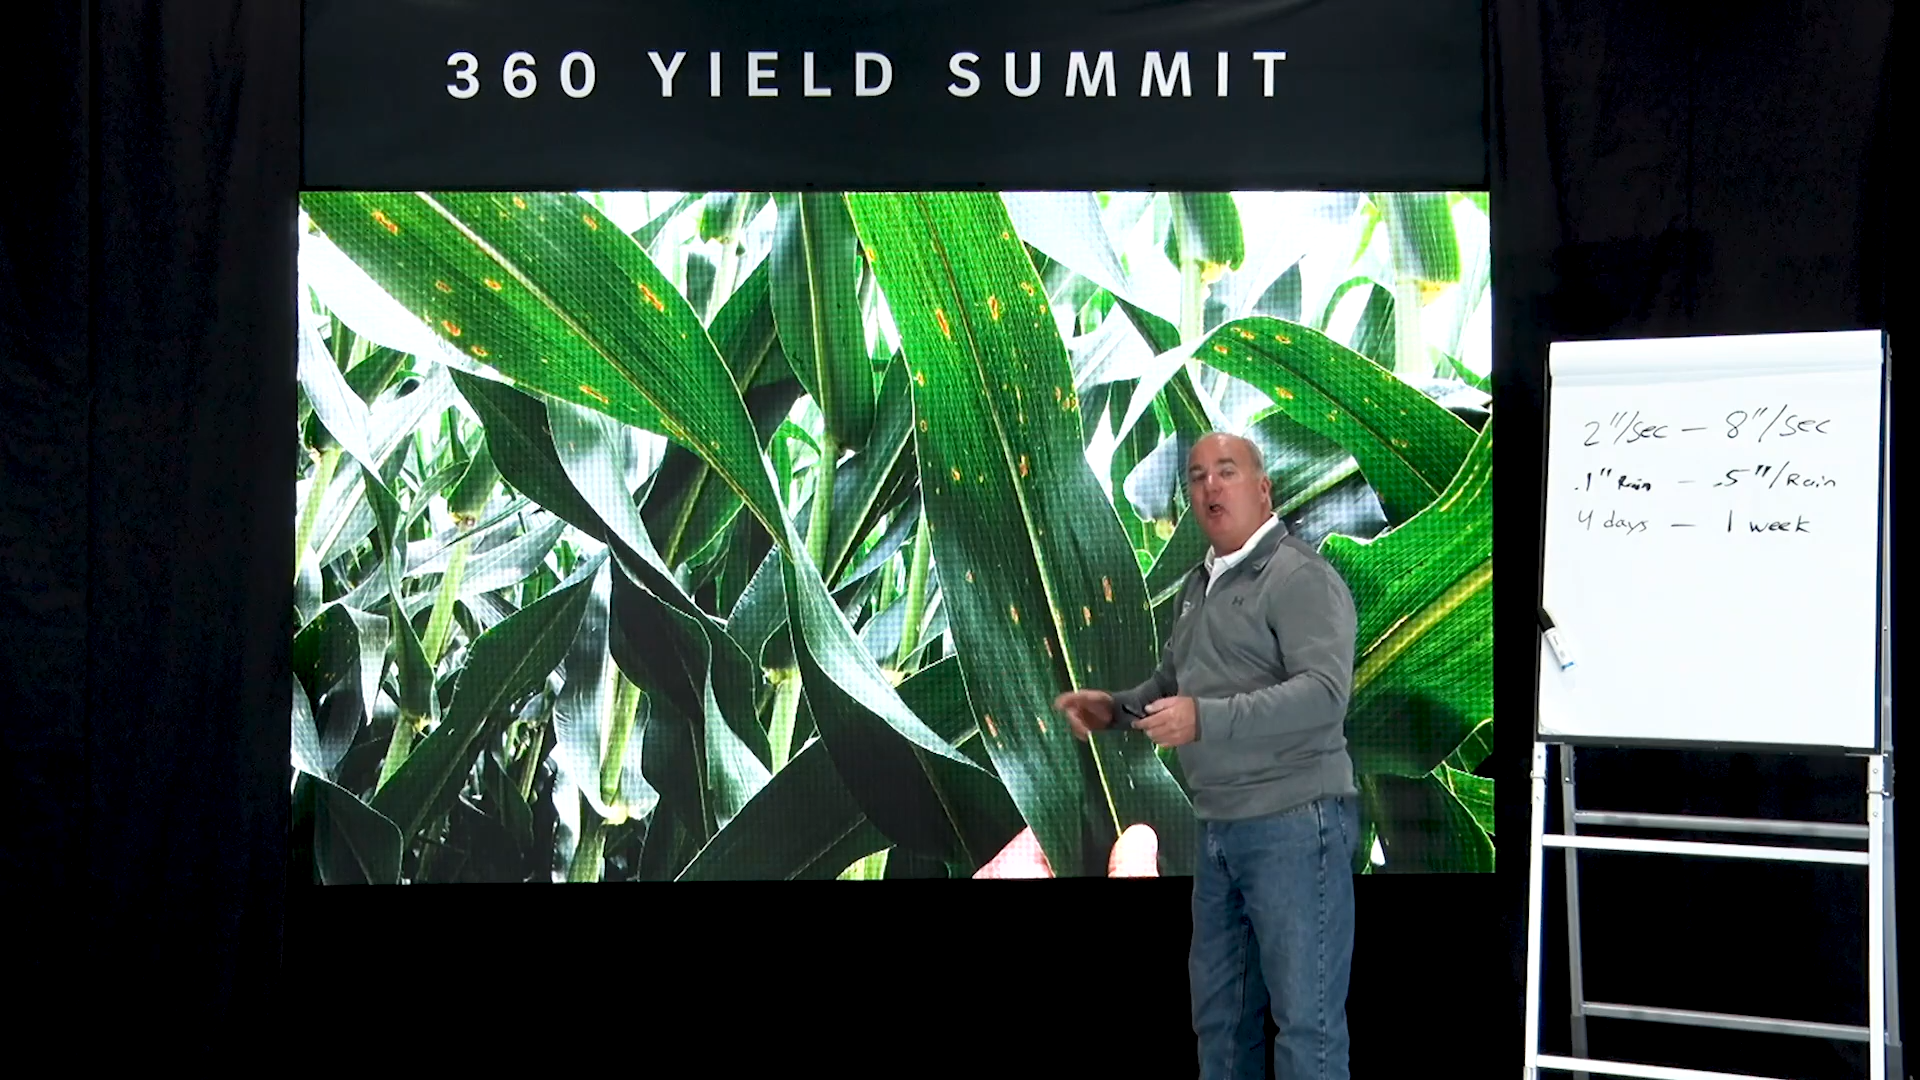 360 YIELD SUMMIT
2"/sec — 8"/sec
.1" Rain — .5"/Rain
4 days — 1 week